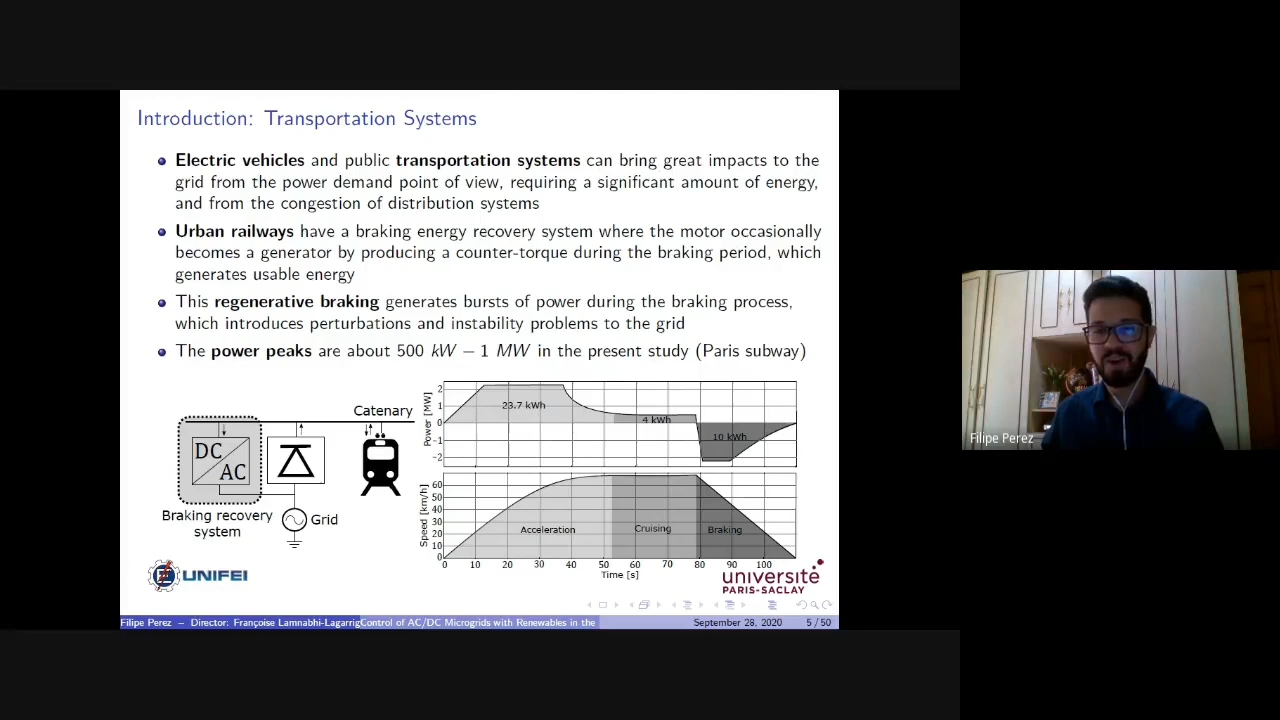 Introduction: Transportation Systems
Electric vehicles and public transportation systems can bring great impacts to the
grid from the power demand point of view, requiring a significant amount of energy,
and from the congestion of distribution systems
Urban railways have a braking energy recovery system where the motor occasionally
becomes a generator by producing a counter-torque during the braking period, which
generates usable energy
This regenerative braking generates bursts of power during the braking process,
which introduces perturbations and instability problems to the grid
The power peaks are about 500 kW − 1 MW in the present study (Paris subway)
Catenary
DC
AC
Braking recovery
system
Grid
Power [MW]
2
1
0
-1
-2
23.7 kWh
4 kWh
10 kWh
Speed [km/h]
60
50
40
30
20
10
0
Acceleration
Cruising
Braking
0 10 20 30 40 50 60 70 80 90 100
Time [s]
UNIFEI
université
PARIS-SACLAY
Filipe Perez − Director: Françoise Lamnabhi-Lagarrig
Control of AC/DC Microgrids with Renewables in the
September 28, 2020
5 / 50
Filipe Perez